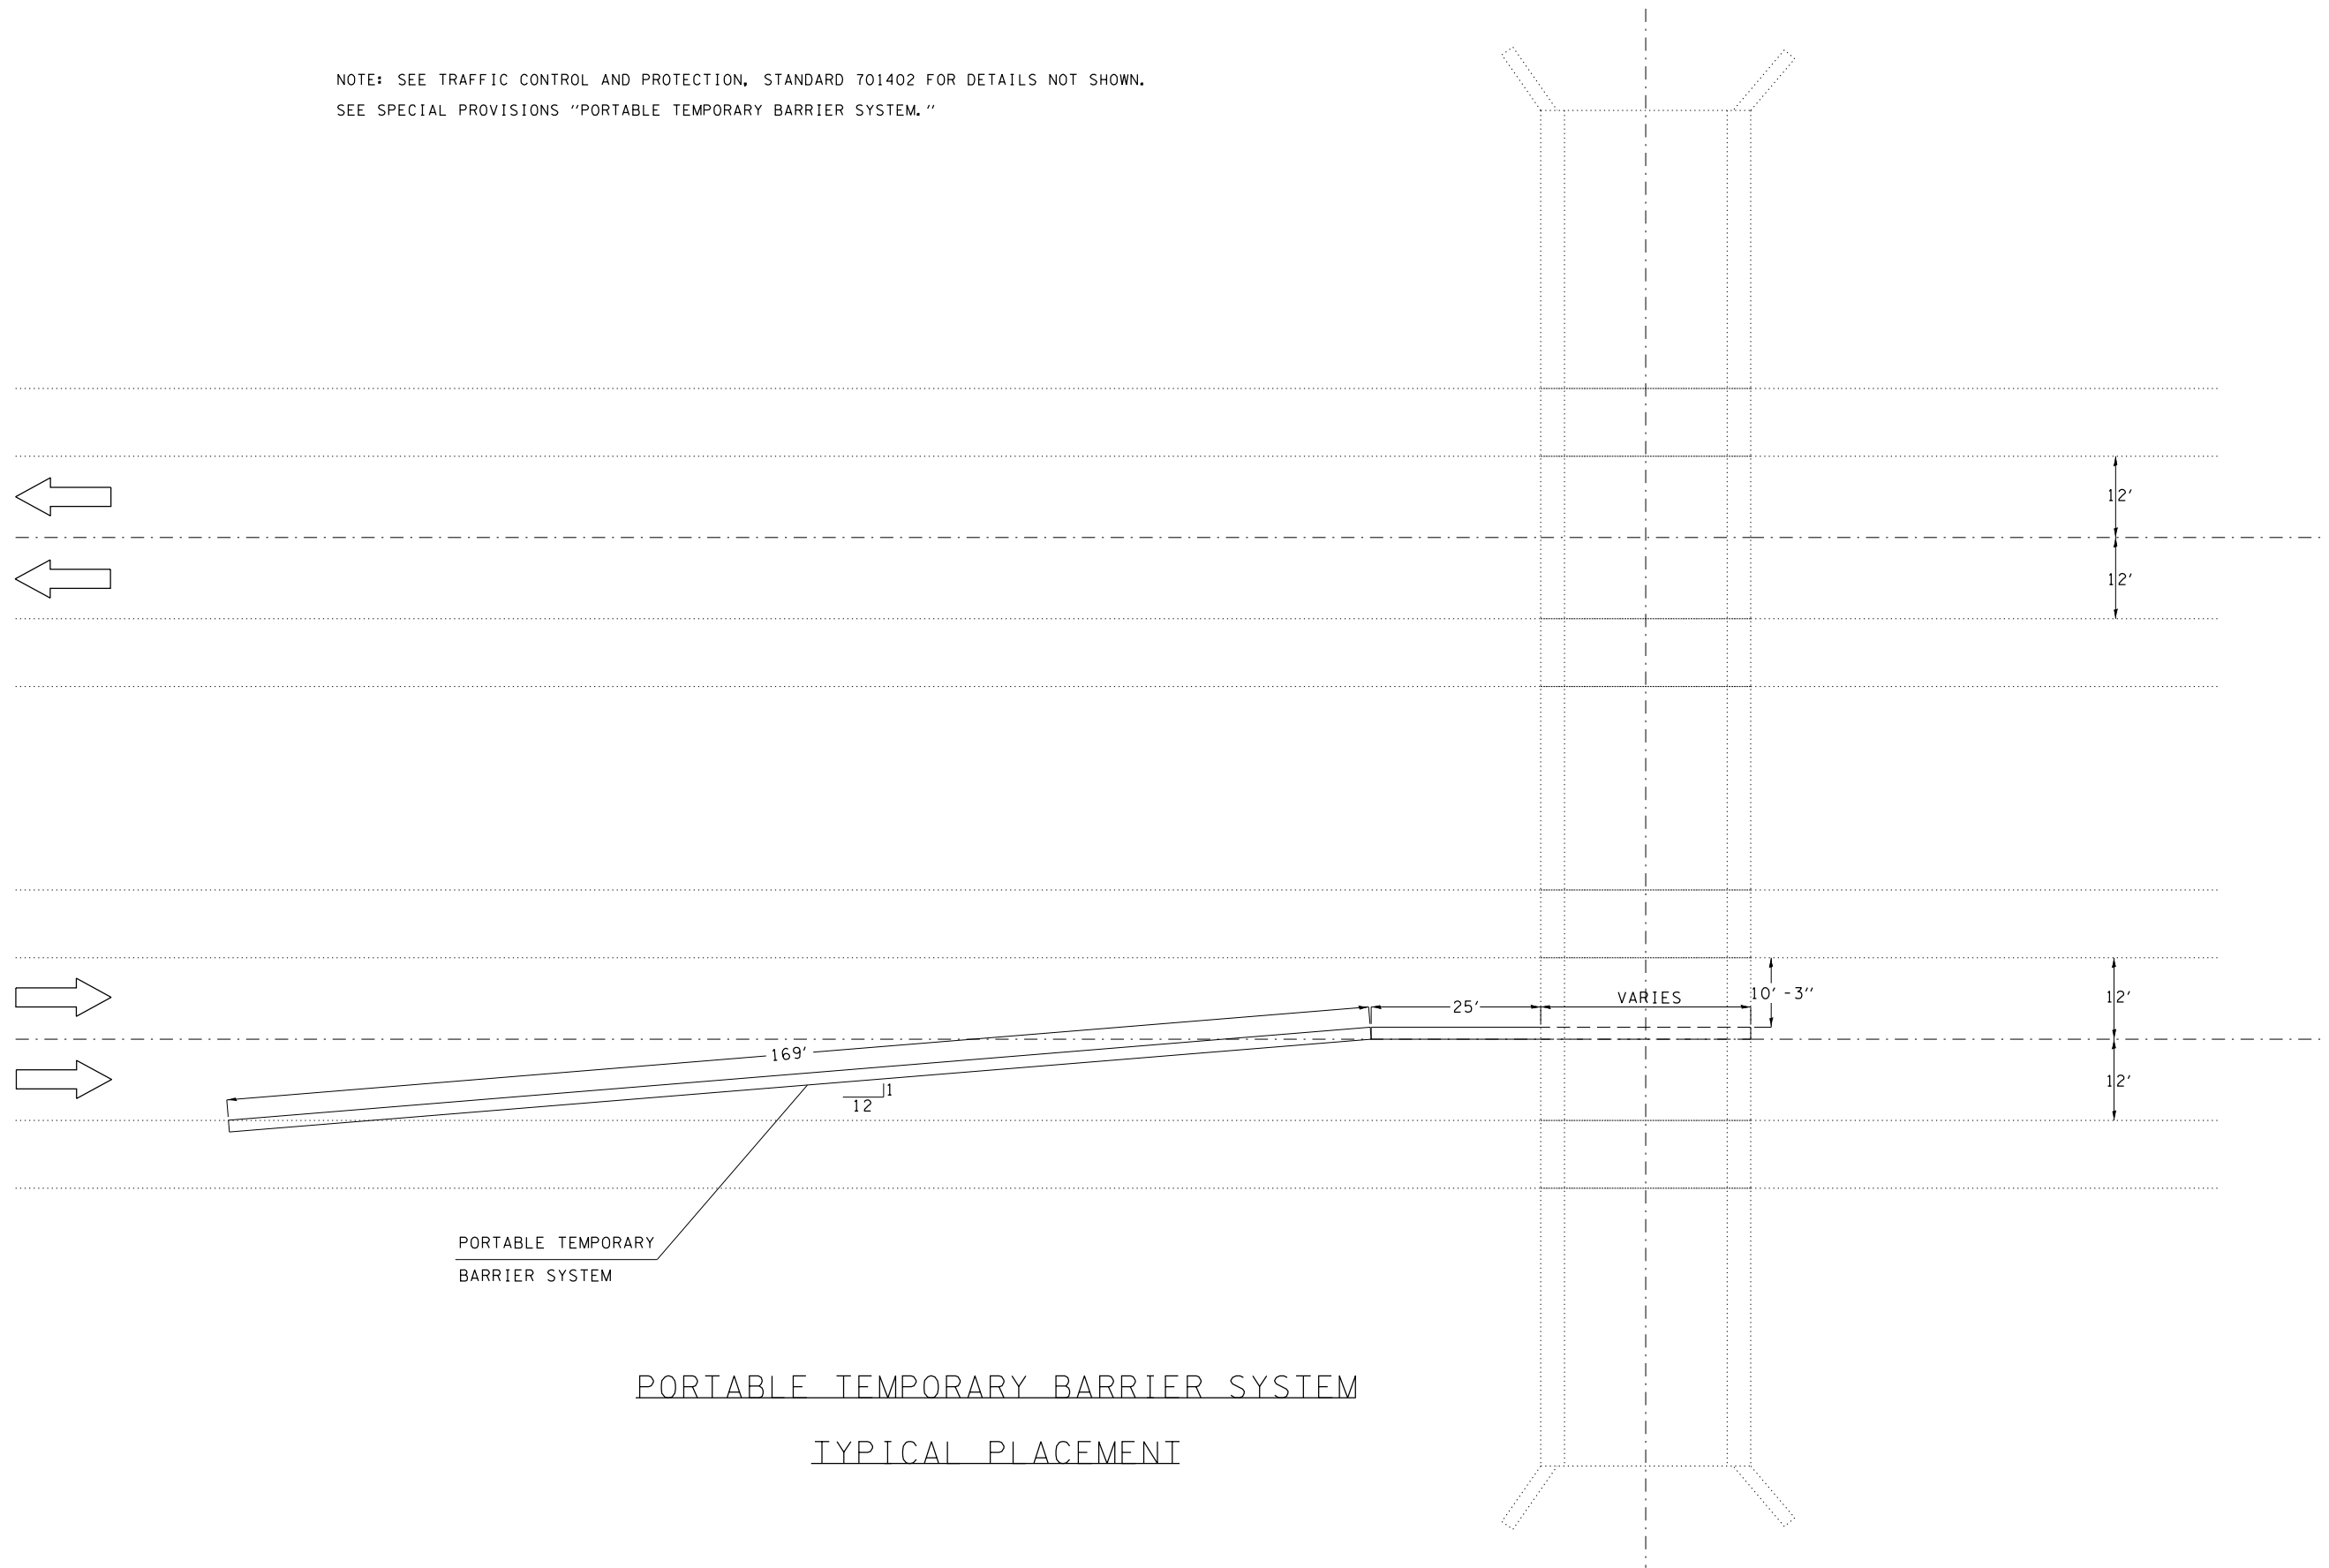 NOTE: SEE TRAFFIC CONTROL AND PROTECTION, STANDARD 701402 FOR DETAILS NOT SHOWN.
SEE SPECIAL PROVISIONS "PORTABLE TEMPORARY BARRIER SYSTEM."
12'
12'
VARIES
10'-3"
25'
12'
169'
12'
1
12
PORTABLE TEMPORARY
BARRIER SYSTEM
PORTABLE TEMPORARY BARRIER SYSTEM
TYPICAL PLACEMENT